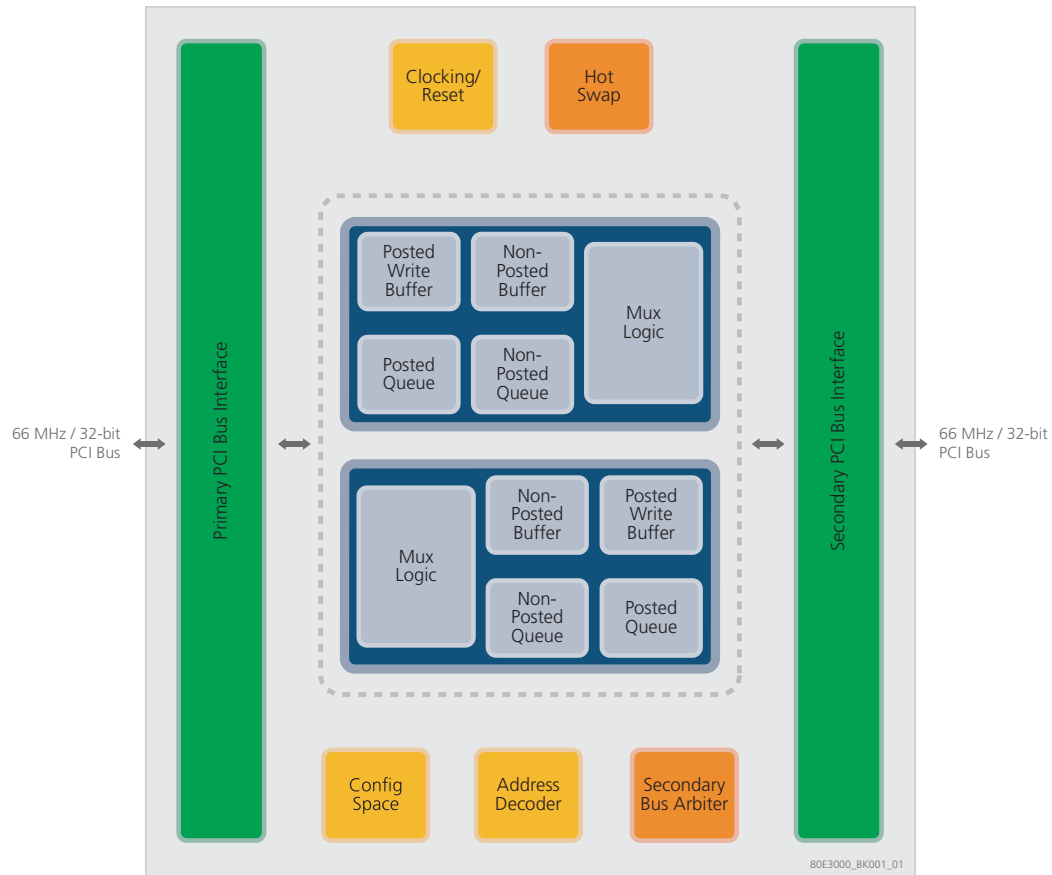 Clocking/
Reset
Hot
Swap
Posted
Write
Buffer
Non-
Posted
Buffer
Mux
Logic
Posted
Queue
Non-
Posted
Queue
Primary PCI Bus Interface
Secondary PCI Bus Interface
66 MHz / 32-bit
PCI Bus
66 MHz / 32-bit
PCI Bus
Mux
Logic
Non-
Posted
Buffer
Posted
Write
Buffer
Non-
Posted
Queue
Posted
Queue
Config
Space
Address
Decoder
Secondary
Bus Arbiter
80E3000_BK001_01